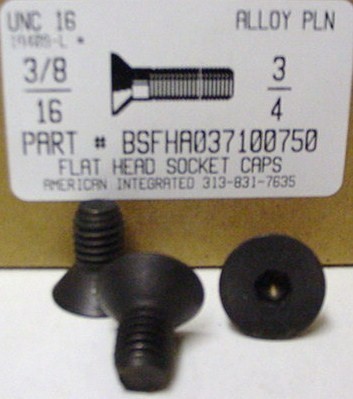 UNC 16 ALLOY PLN
19409-L *
3/8 3
16 4
PART # BSFHA037100750
FLAT HEAD SOCKET CAPS
AMERICAN INTEGRATED 313-831-7635